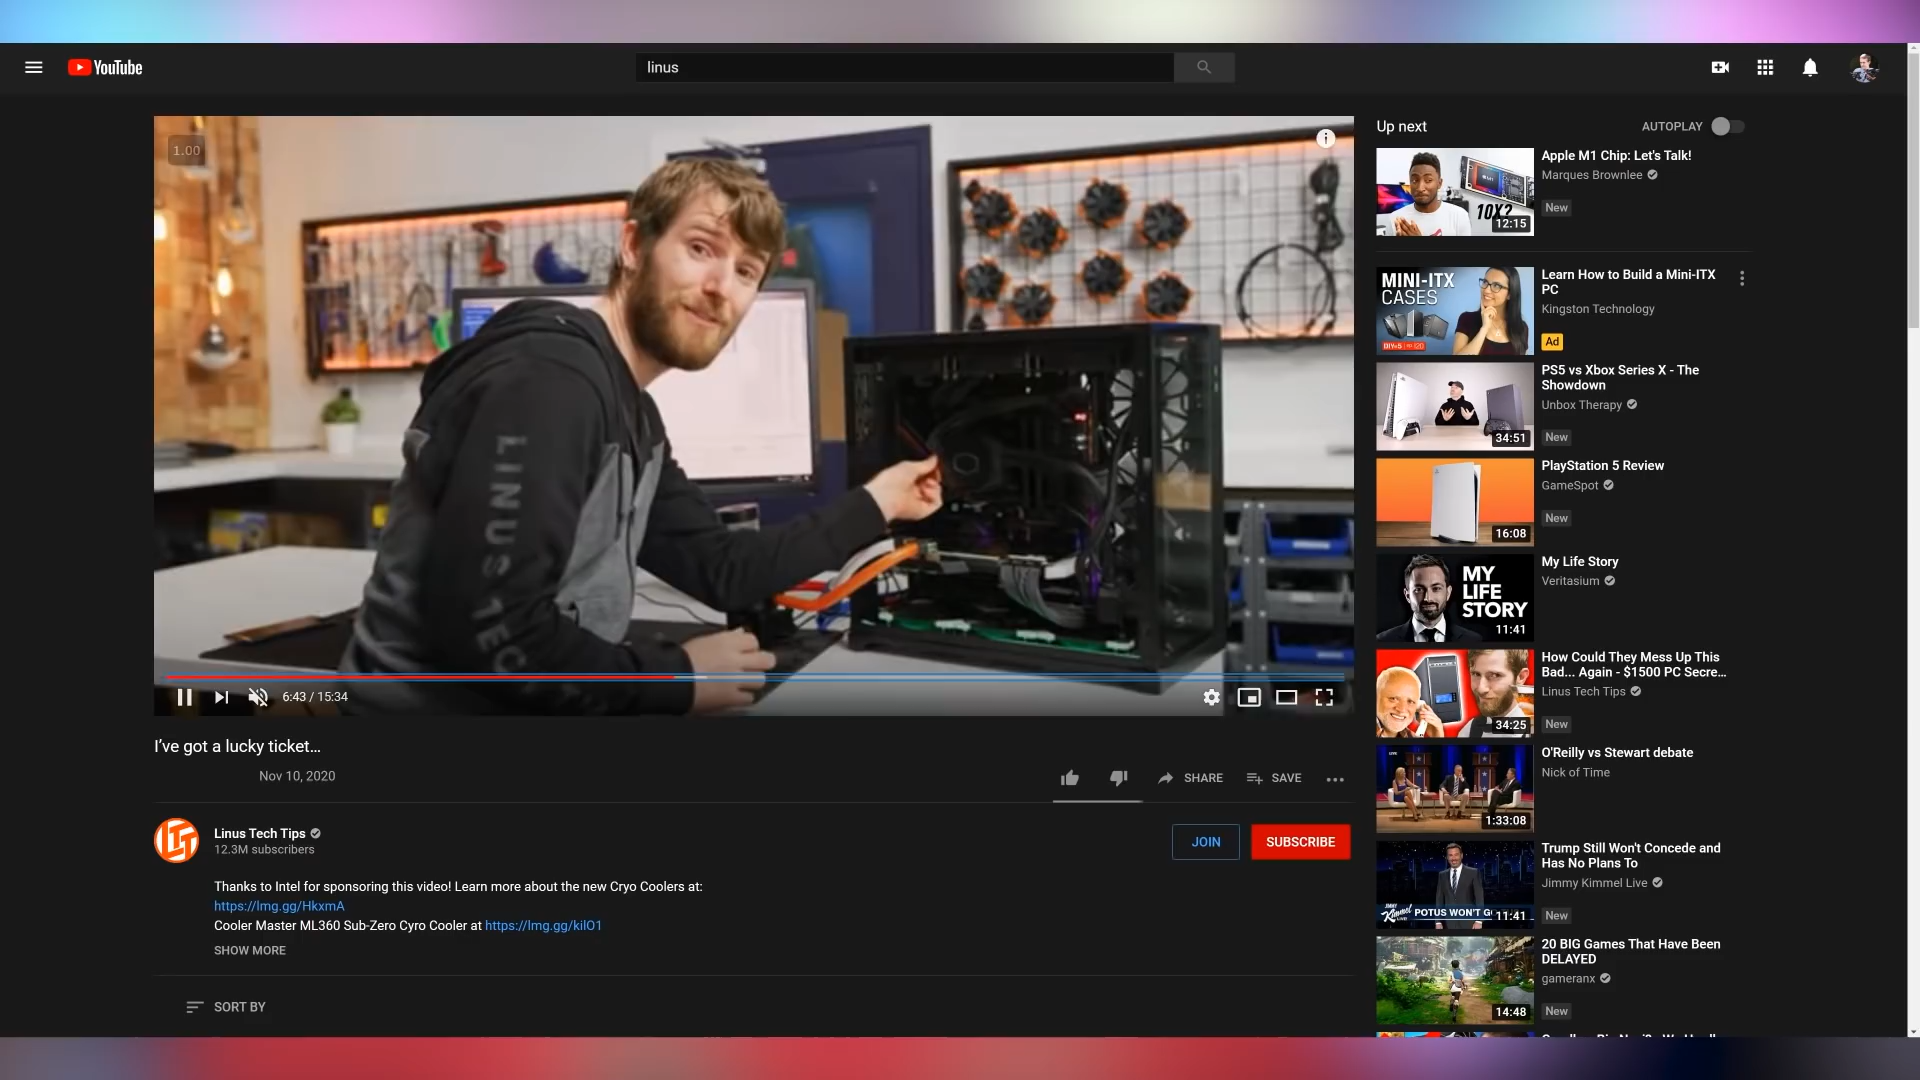 YouTube
linus
1.00
LINUS TEC
6:43 / 15:34
I've got a lucky ticket...
Nov 10, 2020
SHARE
SAVE
Linus Tech Tips
12.3M subscribers
JOIN
SUBSCRIBE
Thanks to Intel for sponsoring this video! Learn more about the new Cryo Coolers at:
https://lmg.gg/HkxmA
Cooler Master ML360 Sub-Zero Cyro Cooler at https://lmg.gg/kilO1
SHOW MORE
SORT BY
Up next
AUTOPLAY
10X?
12:15
Apple M1 Chip: Let's Talk!
Marques Brownlee
New
MINI-ITX
CASES
Learn How to Build a Mini-ITX
PC
Kingston Technology
Ad
34:51
PS5 vs Xbox Series X - The
Showdown
Unbox Therapy
New
16:08
PlayStation 5 Review
GameSpot
New
MY
LIFE
STORY
11:41
My Life Story
Veritasium
34:25
How Could They Mess Up This
Bad... Again - $1500 PC Secre...
Linus Tech Tips
New
1:33:08
O'Reilly vs Stewart debate
Nick of Time
Kimmel
POTUS WON'T G
11:41
Trump Still Won't Concede and
Has No Plans To
Jimmy Kimmel Live
New
14:48
20 BIG Games That Have Been
DELAYED
gameranx
New